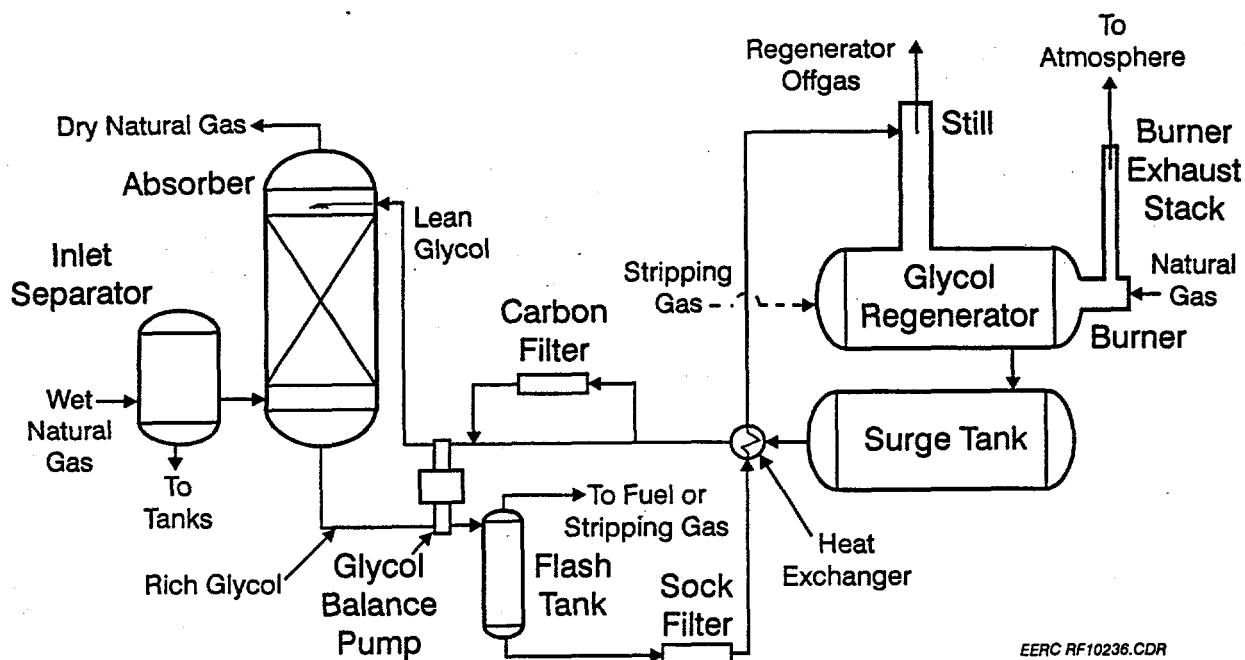 To
Atmosphere
Regenerator
Offgas
Dry Natural Gas
Still
Burner
Exhaust
Stack
Absorber
Lean
Glycol
Inlet
Separator
Stripping
Gas
Glycol
Regenerator
Natural
Gas
Burner
Carbon
Filter
Wet
Natural
Gas
Surge Tank
To
Tanks
To Fuel or
Stripping Gas
Heat
Exchanger
Rich Glycol
Glycol
Balance
Pump
Flash
Tank
Sock
Filter
EERC RF10236.CDR